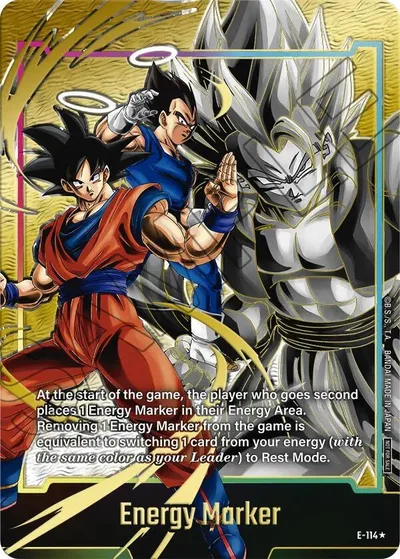 At the start of the game, the player who goes second
places 1 Energy Marker in their Energy Area.
Removing 1 Energy Marker from the game is
equivalent to switching 1 card from your energy (with
the same color as your Leader) to Rest Mode.
©B.S./S., T.A. BANDAI MADE IN JAPAN NOT FOR SALE
Energy Marker
E-114★